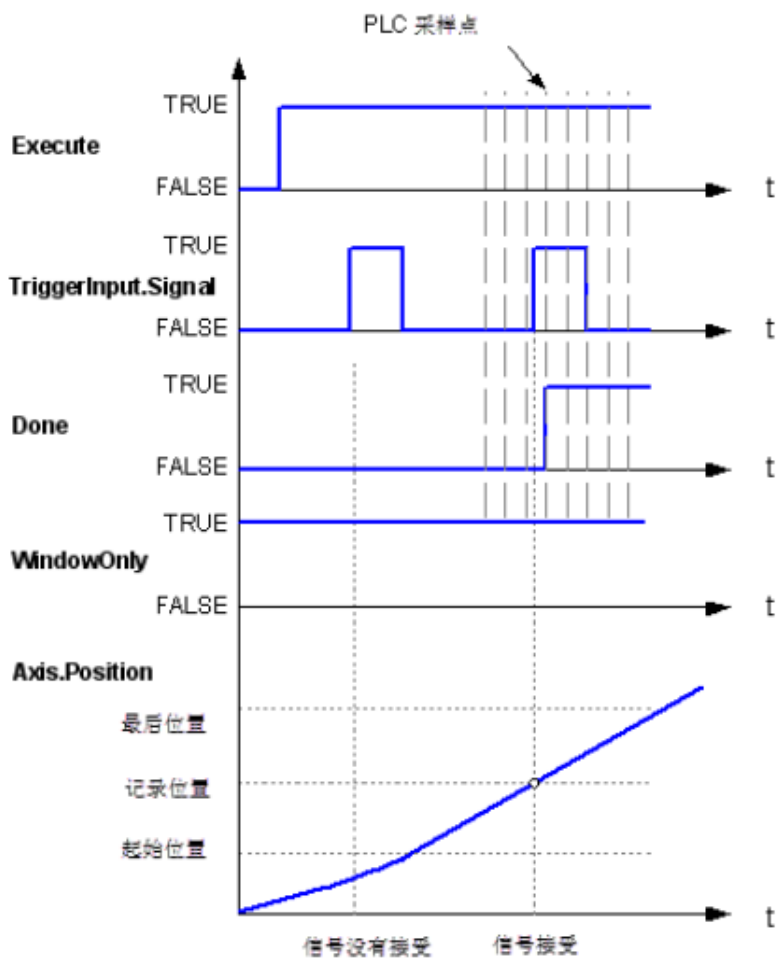 PLC 采样点
TRUE
Execute
FALSE
t
TRUE
TriggerInput.Signal
FALSE
t
TRUE
Done
FALSE
t
TRUE
WindowOnly
FALSE
t
Axis.Position
最后位置
记录位置
起始位置
t
信号没有接受
信号接受